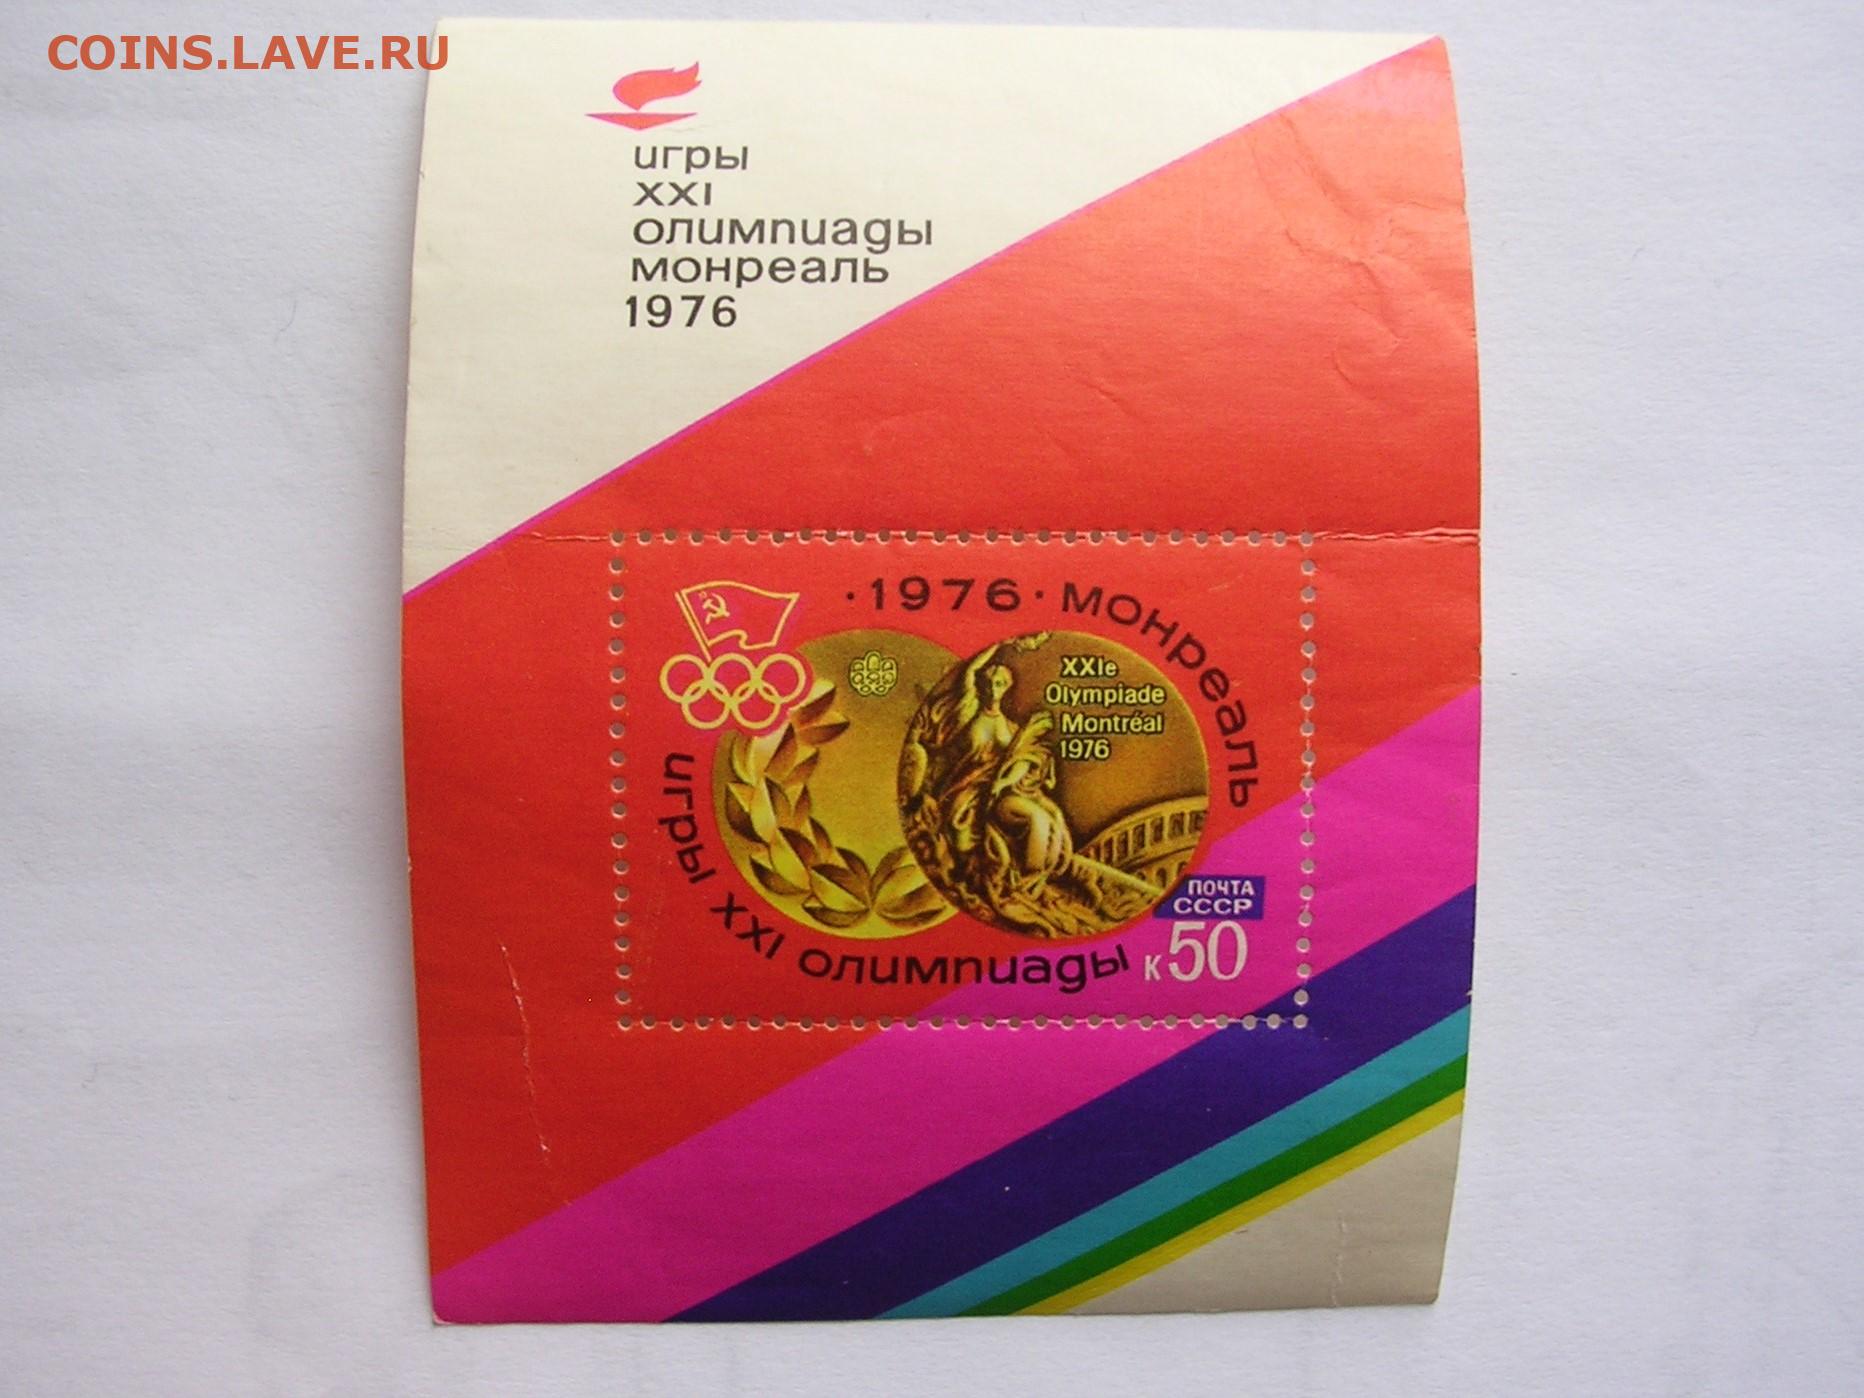 COINS.LAVE.RU
игры
XXI
олимпиады
монреаль
1976
· 1976 · монреаль
XXIe
Olympiade
Montréal
1976
игры XXI олимпиады
ПОЧТА
СССР
к50